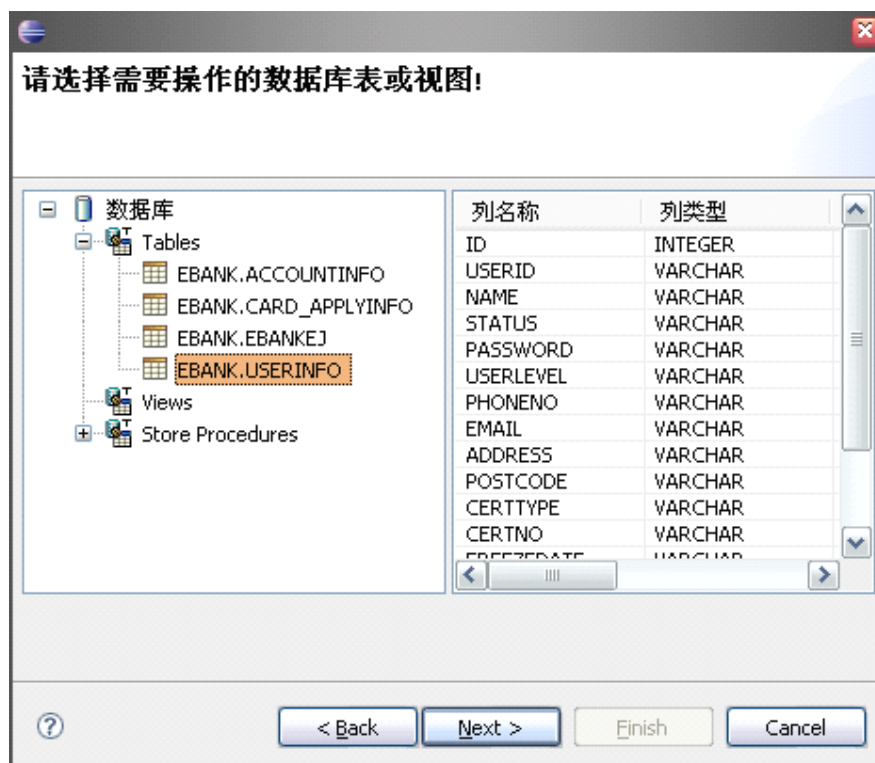 请选择需要操作的数据库表或视图!
数据库
Tables
EBANK.ACCOUNTINFO
EBANK.CARD_APPLYINFO
EBANK.EBANKEJ
EBANK.USERINFO
Views
Store Procedures
列名称 列类型
ID INTEGER
USERID VARCHAR
NAME VARCHAR
STATUS VARCHAR
PASSWORD VARCHAR
USERLEVEL VARCHAR
PHONENO VARCHAR
EMAIL VARCHAR
ADDRESS VARCHAR
POSTCODE VARCHAR
CERTTYPE VARCHAR
CERTNO VARCHAR
FREEZEDATE VARCHAR
< Back Next > Finish Cancel